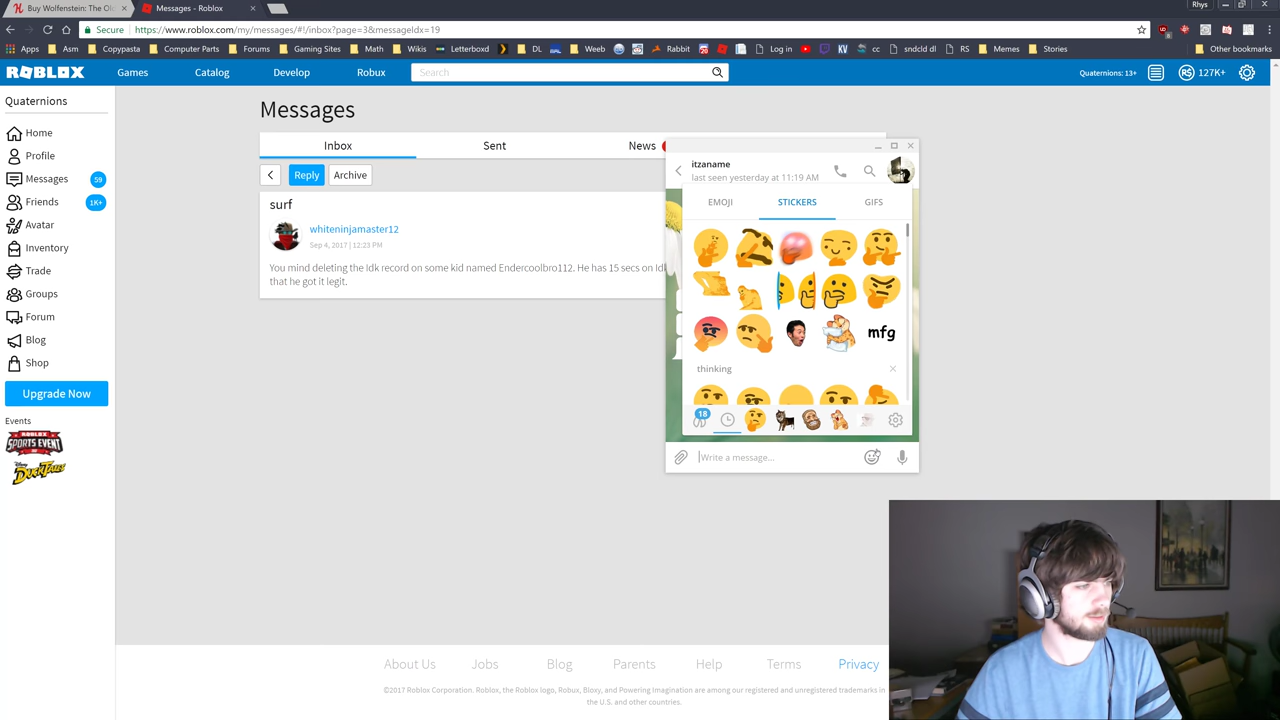 Buy Wolfenstein: The Old
Messages - Roblox
Rhys
Secure
https://www.roblox.com/my/messages/#!/inbox?page=3&messageIdx=19
Apps
Asm
Copypasta
Computer Parts
Forums
Gaming Sites
Math
Wikis
Letterboxd
DL
Weeb
Rabbit
Log in
KV
cc
sndcld dl
RS
Memes
Stories
Other bookmarks
ROBLOX
Games
Catalog
Develop
Robux
Search
Quaternions: 13+
R$
127K+
Quaternions
Home
Profile
Messages
59
Friends
1K+
Avatar
Inventory
Trade
Groups
Forum
Blog
Shop
Upgrade Now
Events
ROBLOX
SPORTS EVENT
DUCKTALES
Messages
Inbox
Sent
News
Reply
Archive
surf
whiteninjamaster12
Sep 4, 2017 | 12:23 PM
You mind deleting the Idk record on some kid named Endercoolbro112. He has 15 secs on Idk
that he got it legit.
itzaname
last seen yesterday at 11:19 AM
EMOJI
STICKERS
GIFS
mfg
thinking
18
Write a message...
About Us
Jobs
Blog
Parents
Help
Terms
Privacy
©2017 Roblox Corporation. Roblox, the Roblox logo, Robux, Bloxy, and Powering Imagination are among our registered and unregistered trademarks in
the U.S. and other countries.